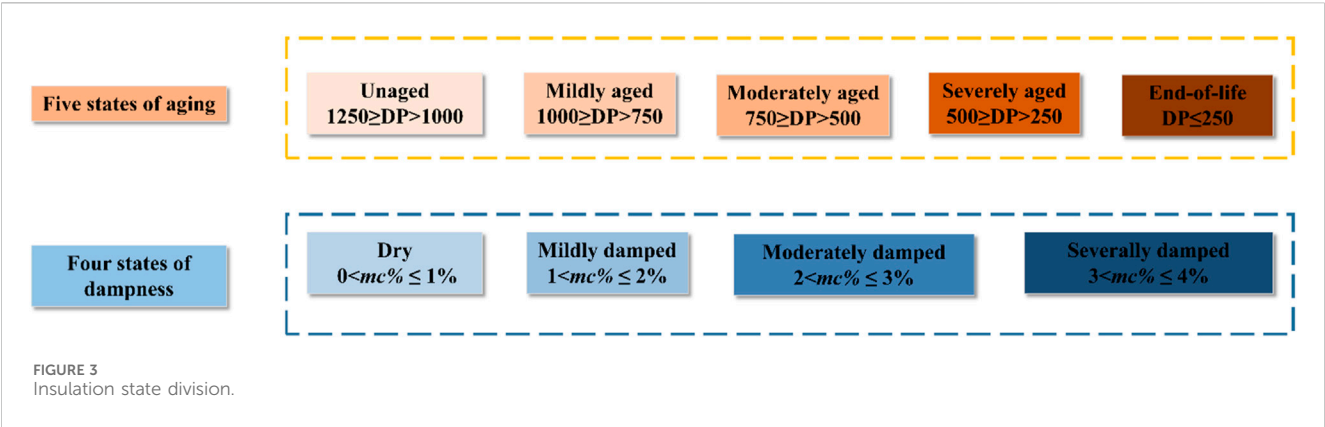 Five states of aging
Unaged
1250≥DP>1000
Mildly aged
1000≥DP>750
Moderately aged
750≥DP>500
Severely aged
500≥DP>250
End-of-life
DP≤250
Four states of
dampness
Dry
0<mc% ≤ 1%
Mildly damped
1<mc% ≤ 2%
Moderately damped
2<mc% ≤ 3%
Severally damped
3<mc% ≤ 4%
FIGURE 3
Insulation state division.